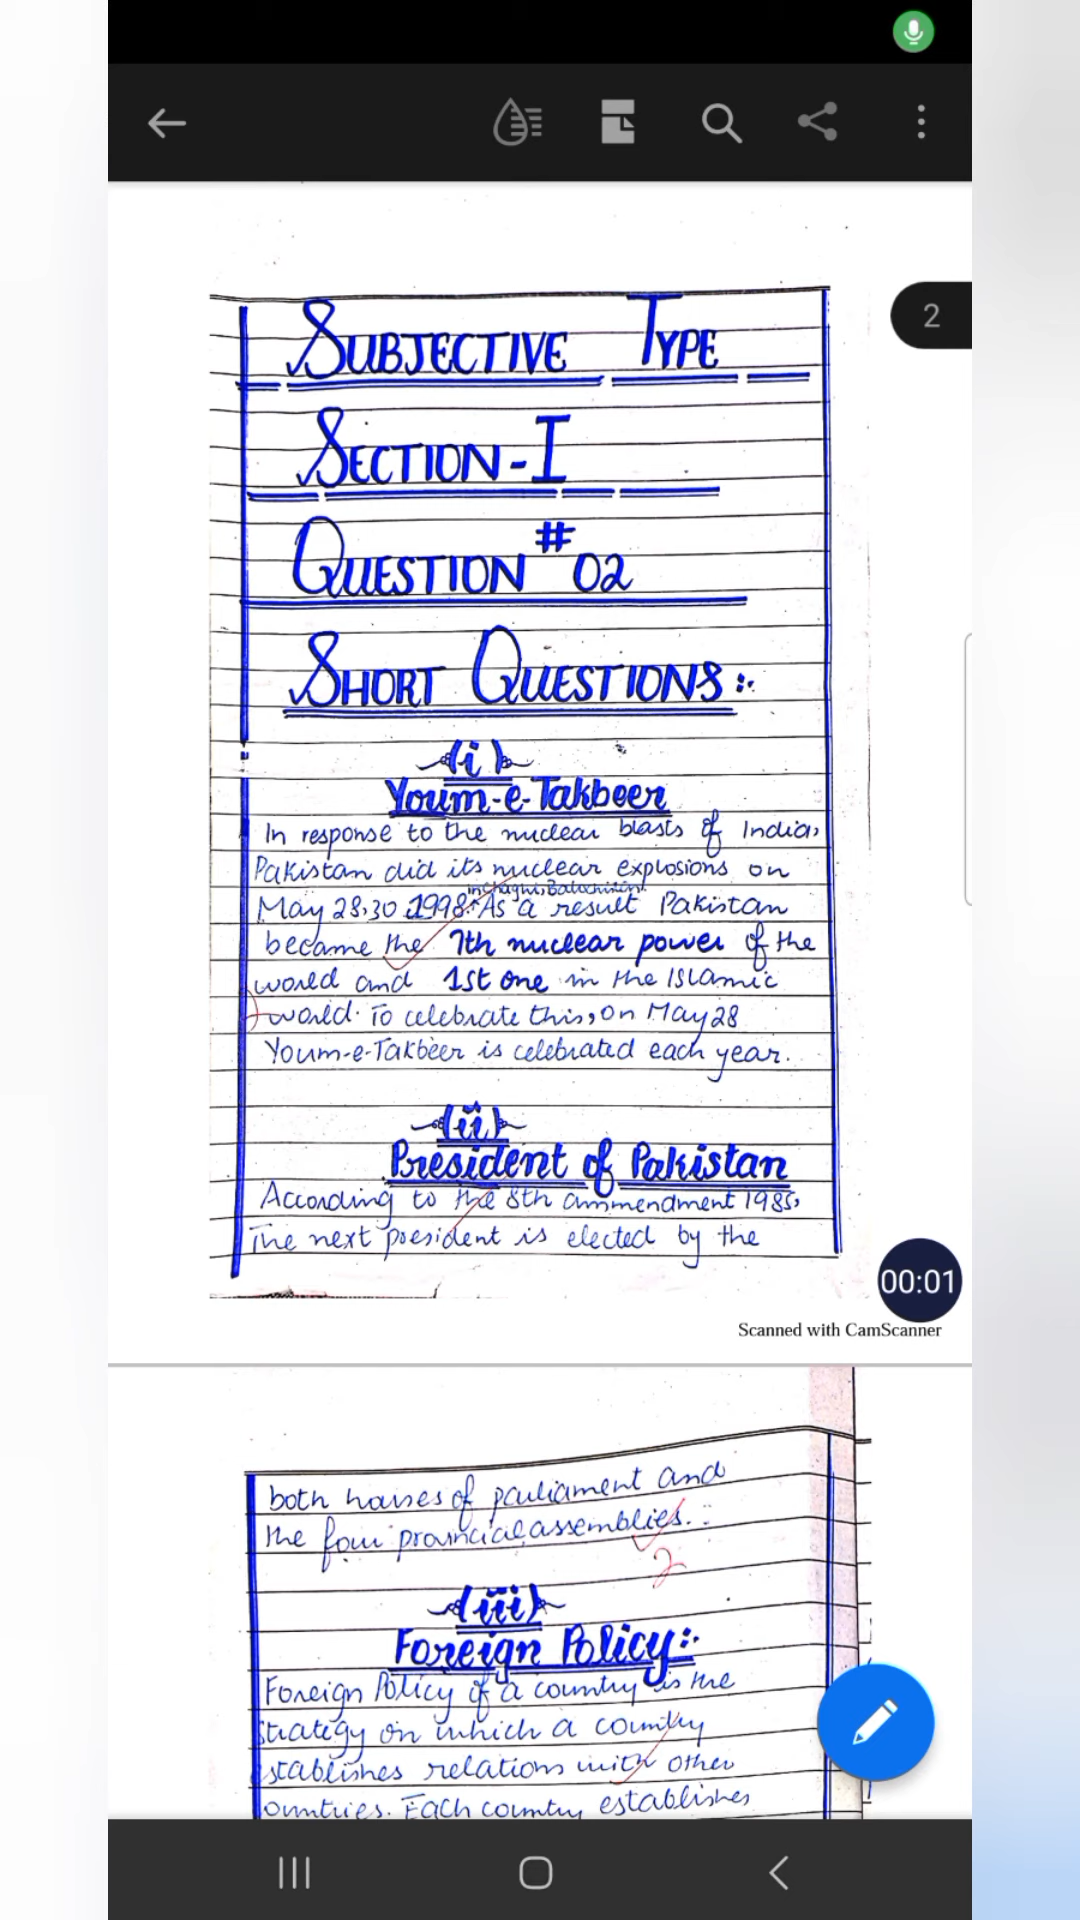 2
SUBJECTIVE TYPE
SECTION-I
QUESTION # 02
SHORT QUESTIONS:.
(i)
Youm-e-Takbeer
In response to the nuclear blasts of India,
Pakistan did its nuclear explosions on
in Chagai, Balochistan
May 28,30 1998. As a result Pakistan
became the 7th nuclear power of the
world and 1st one in the Islamic
world. To celebrate this, on May 28
Youm-e-Takbeer is celebrated each year.
(ii)
President of Pakistan
According to the 8th ammendment 1985,
The next president is elected by the
00:01
Scanned with CamScanner
both houses of parliament and
the four provincial assemblies.
2
(iii)
Foreign Policy:.
Foreign Policy of a country is the
strategy on which a country
stablishes relations with other
ountries. Each country establishes